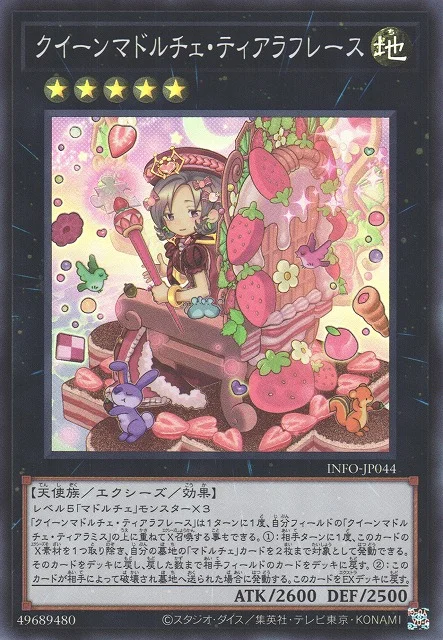 クイーンマドルチェ・ティアラフレース
地
INFO-JP044
【天使族／エクシーズ／効果】
レベル5「マドルチェ」モンスター×3
「クイーンマドルチェ・ティアラフレース」は1ターンに1度、自分フィールドの「クイーンマドル
チェ・ティアラミス」の上に重ねてX召喚する事もできる。①：相手ターンに1度、このカードの
X素材を1つ取り除き、自分の墓地の「マドルチェ」カードを2枚まで対象として発動できる。
そのカードをデッキに戻し、戻した数まで相手フィールドのカードをデッキに戻す。②：この
カードが相手によって破壊され墓地へ送られた場合に発動する。このカードをEXデッキに戻す。
ATK/2600 DEF/2500
49689480
©スタジオ・ダイス／集英社・テレビ東京・KONAMI